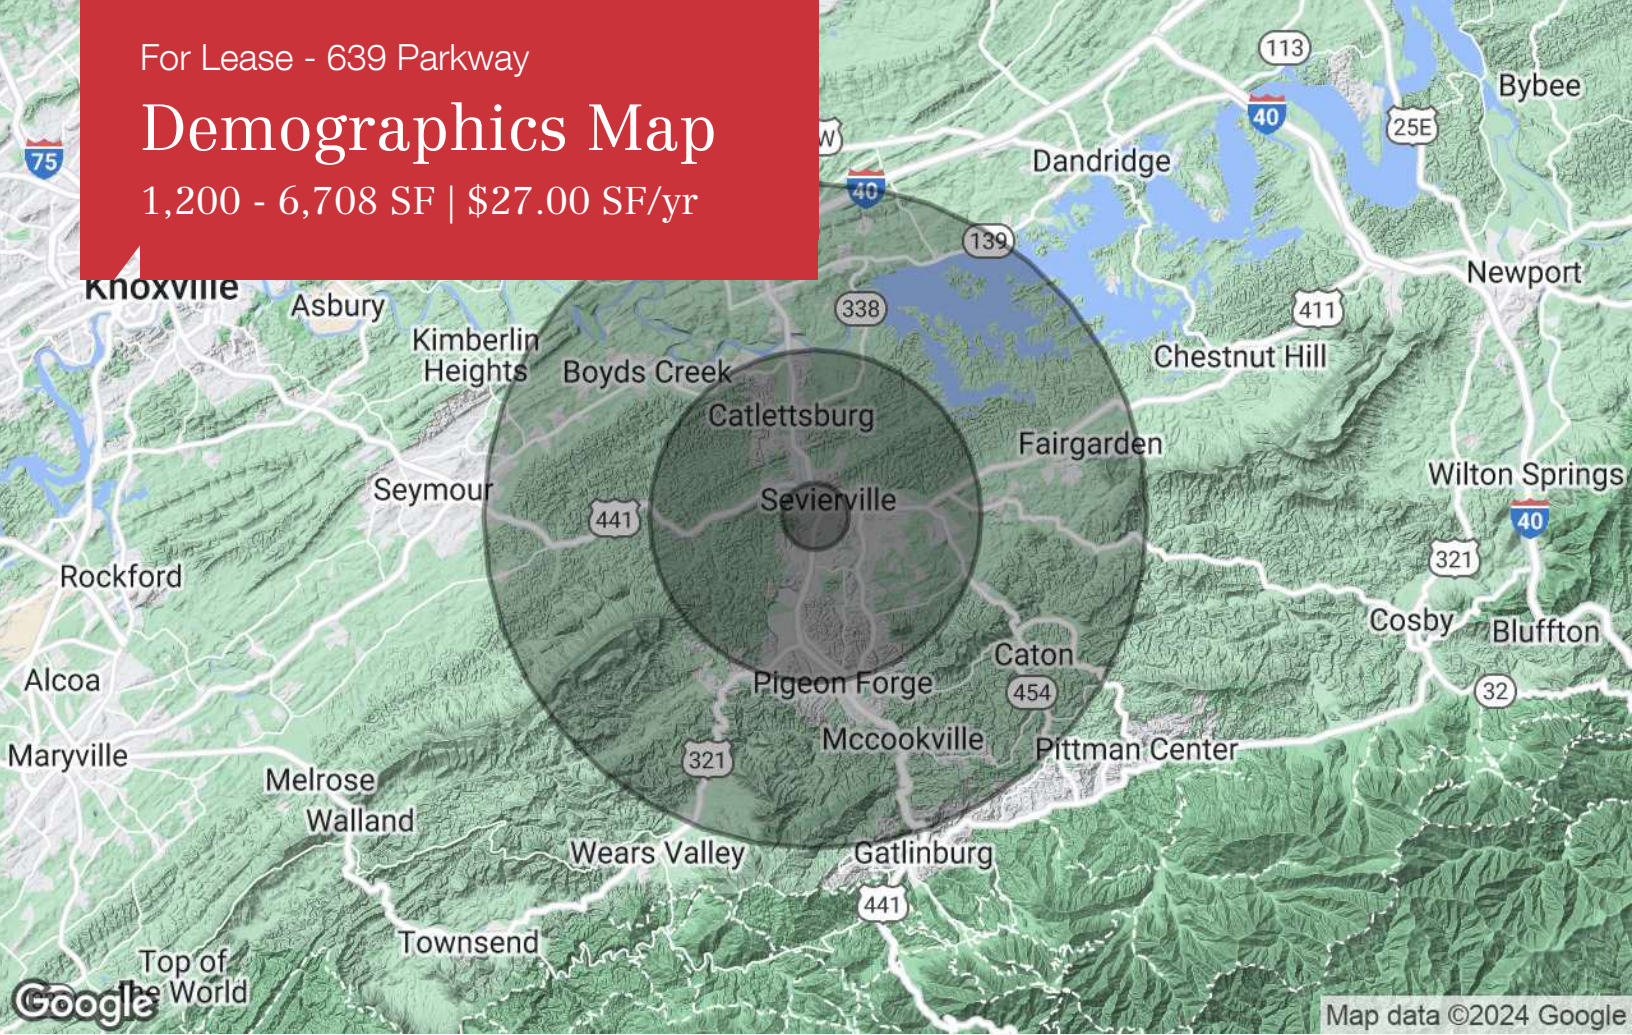 For Lease - 639 Parkway
Demographics Map
1,200 - 6,708 SF | $27.00 SF/yr
113
Bybee
40
25E
W
75
Dandridge
40
139
Newport
Knoxville
Asbury
338
411
Kimberlin
Heights
Boyds Creek
Chestnut Hill
Catlettsburg
Fairgarden
Wilton Springs
Seymour
Sevierville
441
40
321
Rockford
Cosby
Bluffton
Caton
Alcoa
Pigeon Forge
454
32
Maryville
Mccookville
Pittman Center
321
Melrose
Walland
Wears Valley
Gatlinburg
441
Townsend
Top of
the World
Google
Map data ©2024 Google